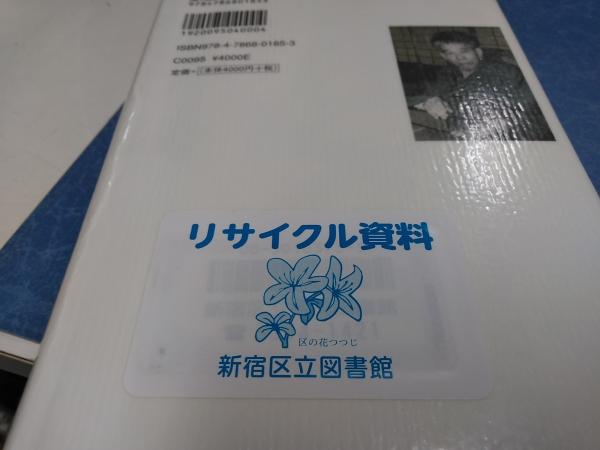 1920095040004
ISBN978-4-7868-0185-3
C0095 ¥4000E
定価=(本体4000円+税)
リサイクル資料
区の花つつじ
新宿区立図書館